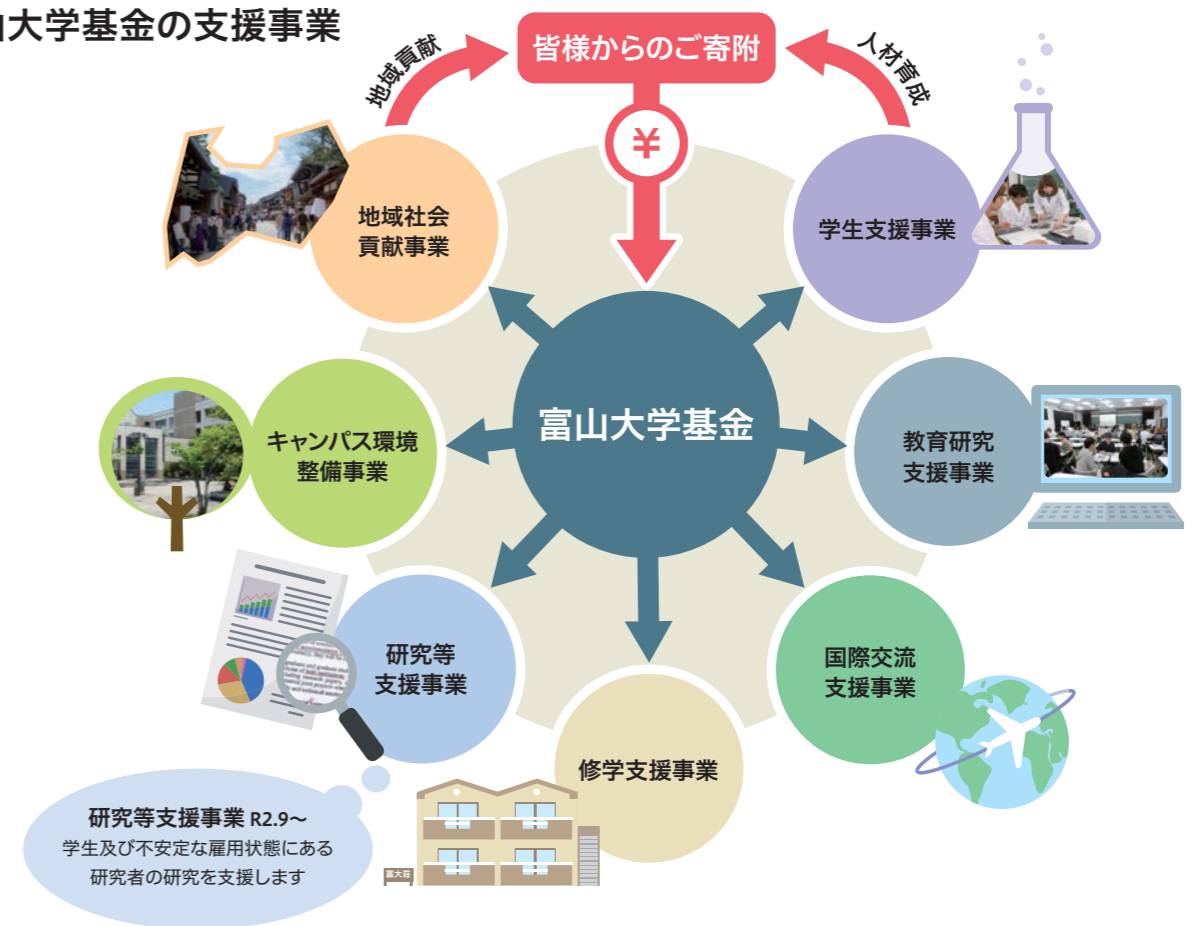 山大学基金の支援事業
皆様からのご寄附
地域貢献
人材育成
¥
地域社会
貢献事業
学生支援事業
富山大学基金
キャンパス環境
整備事業
教育研究
支援事業
研究等
支援事業
国際交流
支援事業
修学支援事業
研究等支援事業 R2.9〜
学生及び不安定な雇用状態にある
研究者の研究を支援します
富大荘